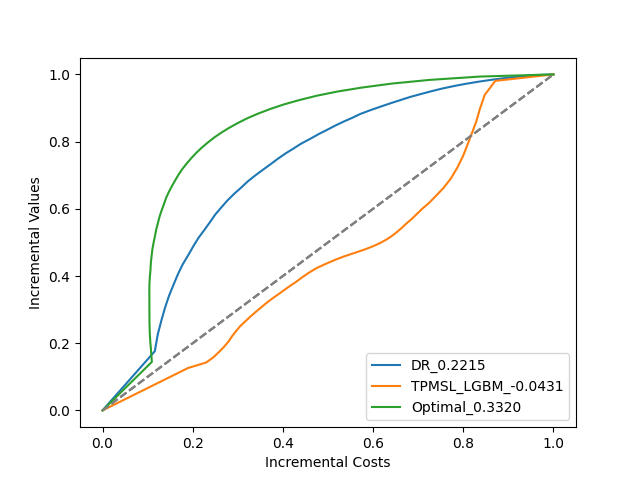 1.0
0.8
0.6
0.4
0.2
0.0
Incremental Values
DR_0.2215
TPMSL_LGBM_-0.0431
Optimal_0.3320
0.0 0.2 0.4 0.6 0.8 1.0
Incremental Costs